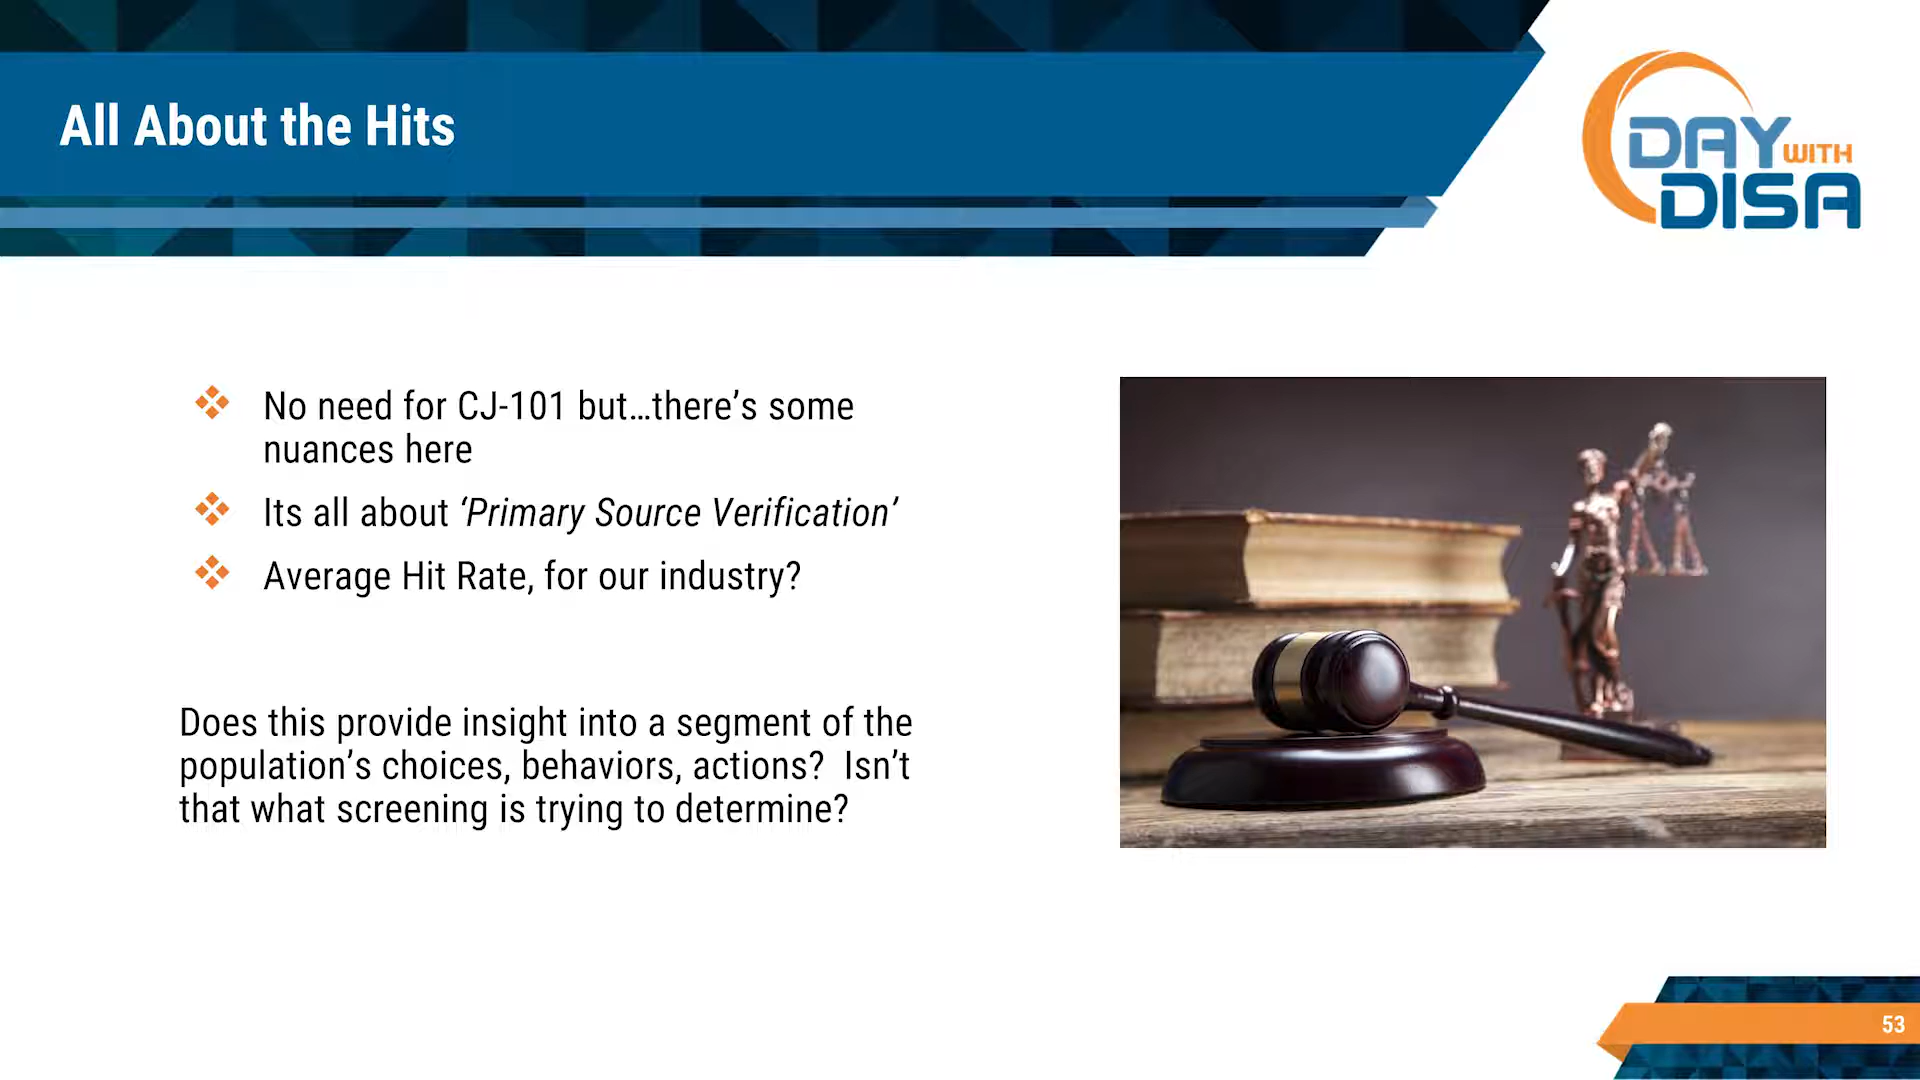 All About the Hits
DAY WITH
DISA
No need for CJ-101 but…there’s some
nuances here
Its all about ‘Primary Source Verification’
Average Hit Rate, for our industry?
Does this provide insight into a segment of the
population’s choices, behaviors, actions?  Isn’t
that what screening is trying to determine?
53